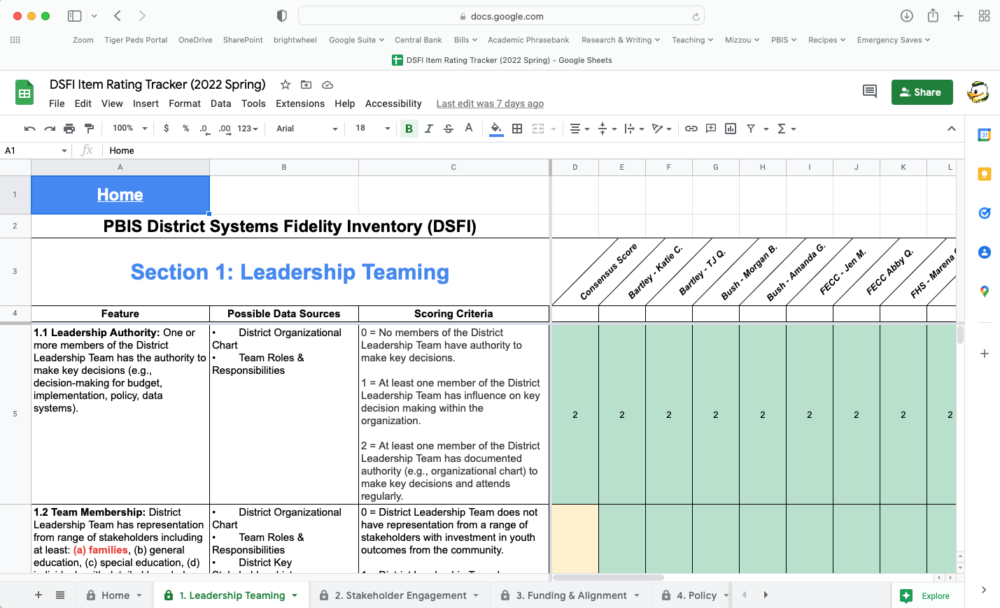 docs.google.com
Zoom Tiger Peds Portal OneDrive SharePoint brightwheel Google Suite Central Bank Bills Academic Phrasebank Research & Writing Teaching Mizzou PBIS Recipes Emergency Saves
DSFI Item Rating Tracker (2022 Spring) - Google Sheets
DSFI Item Rating Tracker (2022 Spring)
File Edit View Insert Format Data Tools Extensions Help Accessibility Last edit was 7 days ago
Share
100% $ % .0 .00 123 Arial 18 B I S A
31
A1 fx Home
A B C D E F G H I J K L
1 Home
2 PBIS District Systems Fidelity Inventory (DSFI)
3 Section 1: Leadership Teaming
Consensus Score
Bartley - Katie C.
Bartley - TJ Q.
Bush - Morgan B.
Bush - Amanda G.
FECC - Jen M.
FECC Abby Q.
FHS - Marena
4 Feature Possible Data Sources Scoring Criteria
5
1.1 Leadership Authority: One or
more members of the District
Leadership Team has the authority to
make key decisions (e.g.,
decision-making for budget,
implementation, policy, data
systems).
• District Organizational
Chart
• Team Roles &
Responsibilities
0 = No members of the District
Leadership Team have authority to
make key decisions.
1 = At least one member of the District
Leadership Team has influence on key
decision making within the
organization.
2 = At least one member of the District
Leadership Team has documented
authority (e.g., organizational chart) to
make key decisions and attends
regularly.
2 2 2 2 2 2 2 2 2
1.2 Team Membership: District
Leadership Team has representation
from range of stakeholders including
at least: (a) families, (b) general
education, (c) special education, (d)
• District Organizational
Chart
• Team Roles &
Responsibilities
• District Key
0 = District Leadership Team does not
have representation from a range of
stakeholders with investment in youth
outcomes from the community.
Home 1. Leadership Teaming 2. Stakeholder Engagement 3. Funding & Alignment 4. Policy Explore